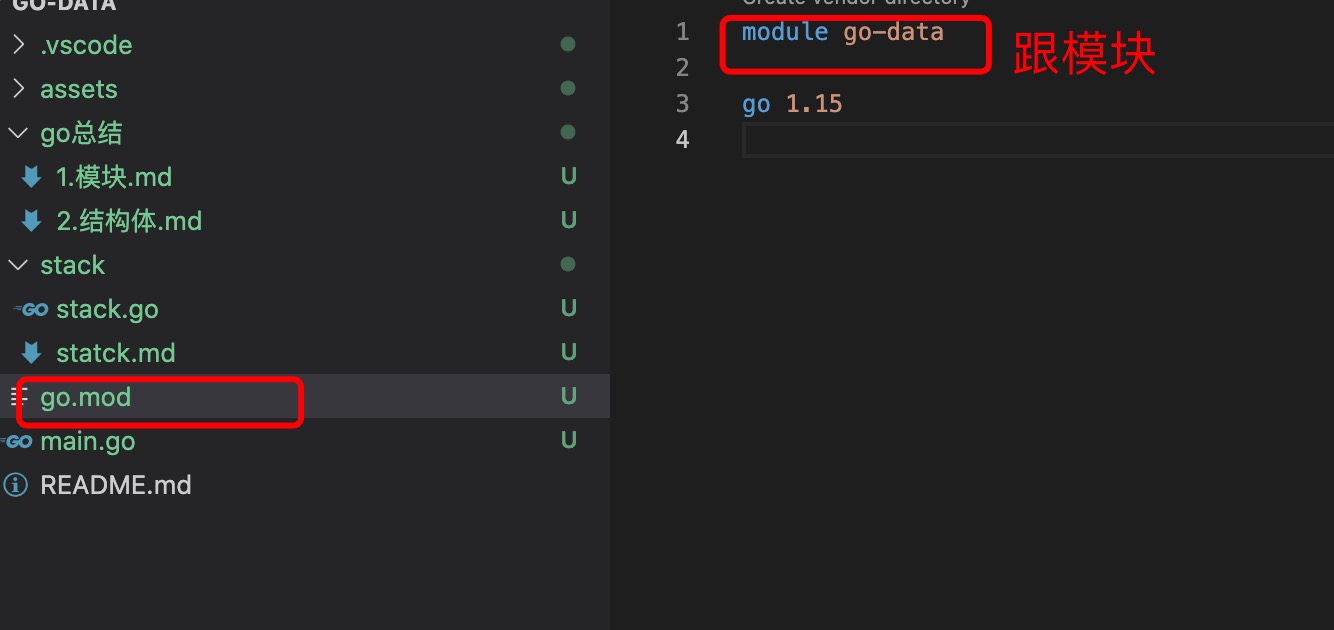 GO-DATA
.vscode
assets
go总结
1.模块.md U
2.结构体.md U
stack
GO stack.go U
statck.md U
go.mod U
GO main.go U
README.md
Create vendor directory
1 module go-data
跟模块
2
3 go 1.15
4